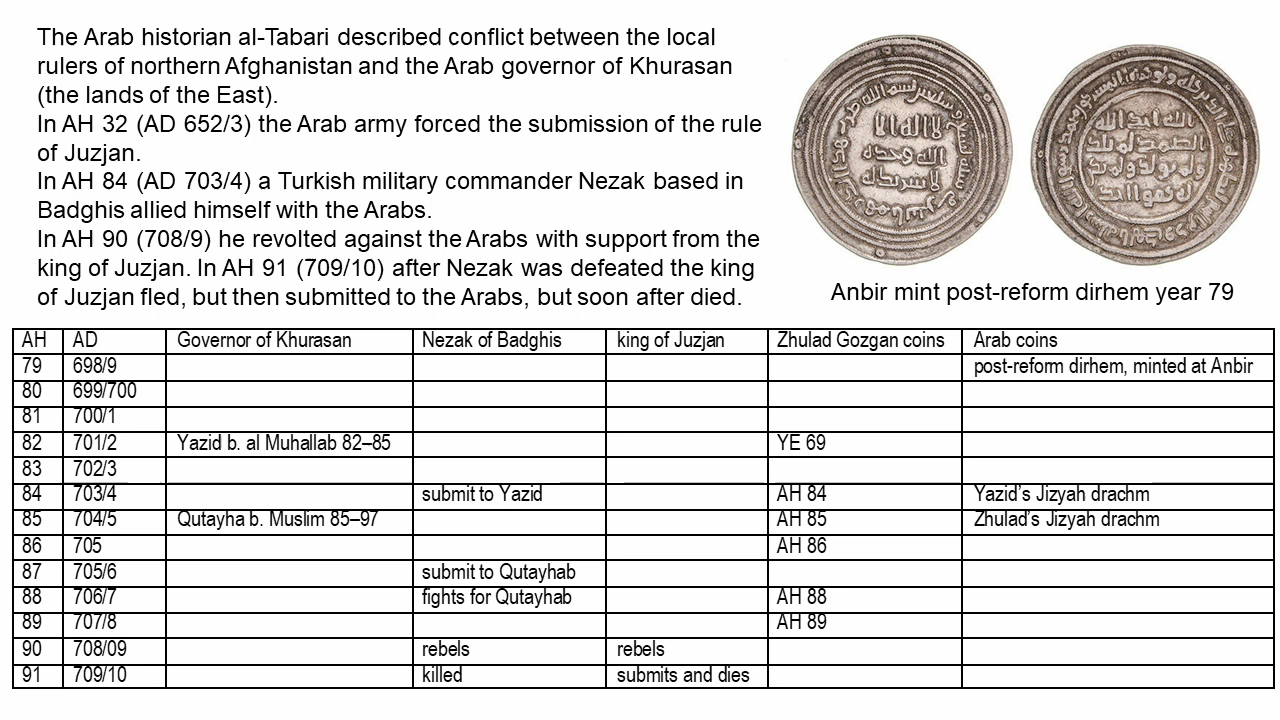 The Arab historian al-Tabari described conflict between the local
rulers of northern Afghanistan and the Arab governor of Khurasan
(the lands of the East).
In AH 32 (AD 652/3) the Arab army forced the submission of the rule
of Juzjan.
In AH 84 (AD 703/4) a Turkish military commander Nezak based in
Badghis allied himself with the Arabs.
In AH 90 (708/9) he revolted against the Arabs with support from the
king of Juzjan. In AH 91 (709/10) after Nezak was defeated the king
of Juzjan fled, but then submitted to the Arabs, but soon after died.
Anbir mint post-reform dirhem year 79
AH AD Governor of Khurasan Nezak of Badghis king of Juzjan Zhulad Gozgan coins Arab coins
79 698/9 post-reform dirhem, minted at Anbir
80 699/700
81 700/1
82 701/2 Yazid b. al Muhallab 82–85 YE 69
83 702/3
84 703/4 submit to Yazid AH 84 Yazid’s Jizyah drachm
85 704/5 Qutayha b. Muslim 85–97 AH 85 Zhulad’s Jizyah drachm
86 705 AH 86
87 705/6 submit to Qutayhab
88 706/7 fights for Qutayhab AH 88
89 707/8 AH 89
90 708/09 rebels rebels
91 709/10 killed submits and dies